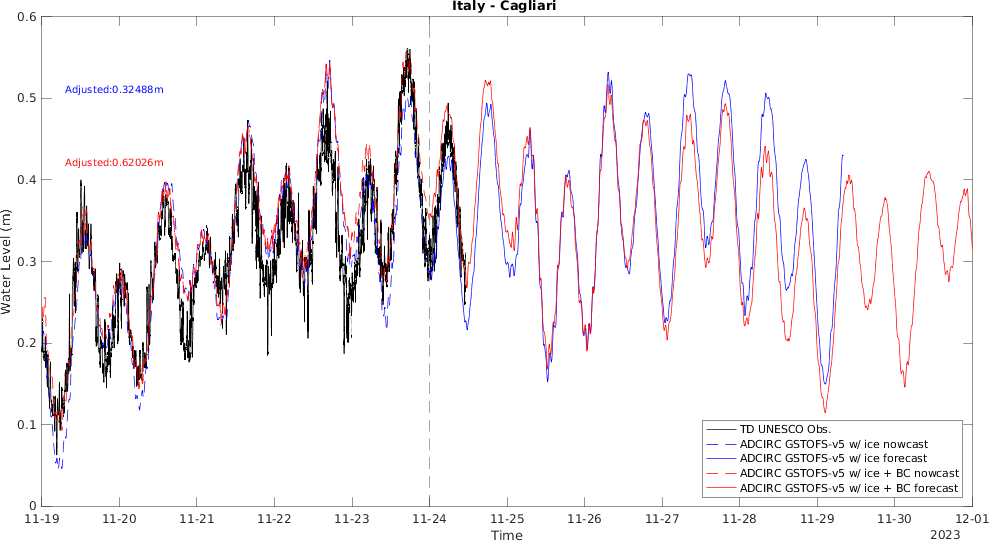 Italy - Cagliari
0.6
0.5
0.4
0.3
0.2
0.1
0
Water Level (m)
Adjusted:0.32488m
Adjusted:0.62026m
TD UNESCO Obs.
ADCIRC GSTOFS-v5 w/ ice nowcast
ADCIRC GSTOFS-v5 w/ ice forecast
ADCIRC GSTOFS-v5 w/ ice + BC nowcast
ADCIRC GSTOFS-v5 w/ ice + BC forecast
11-19 11-20 11-21 11-22 11-23 11-24 11-25 11-26 11-27 11-28 11-29 11-30 12-01
Time
2023